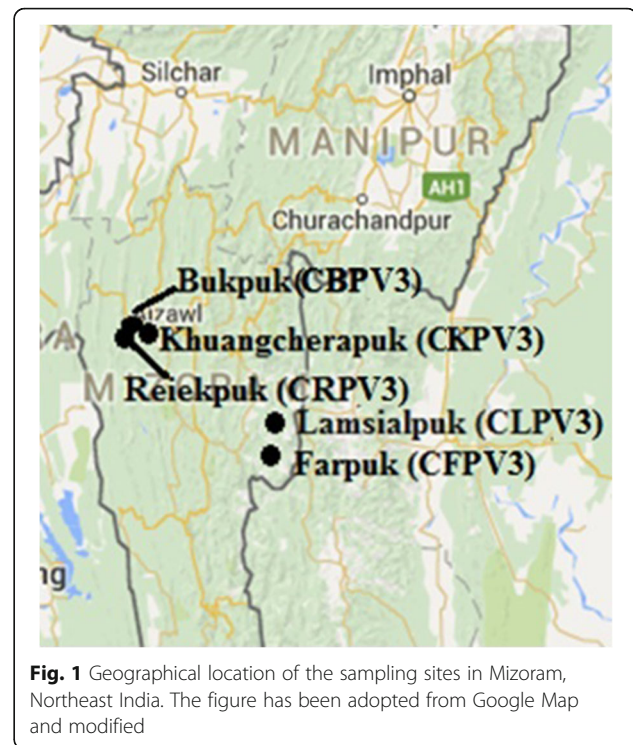 Silchar
Imphal
MANIPUR
AH1
Churachandpur
Bukpuk (CBPV3)
Khuangcherapuk (CKPV3)
Reiekpuk (CRPV3)
Lamsialpuk (CLPV3)
Farpuk (CFPV3)
Fig. 1 Geographical location of the sampling sites in Mizoram,
Northeast India. The figure has been adopted from Google Map
and modified